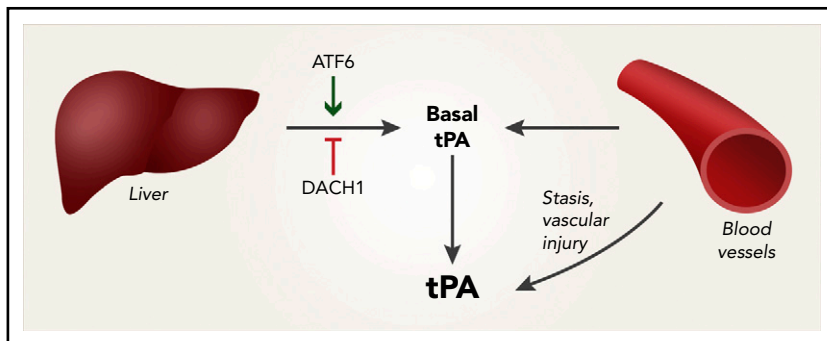 ATF6
Basal
tPA
Liver
DACH1
Stasis,
vascular
injury
Blood
vessels
tPA